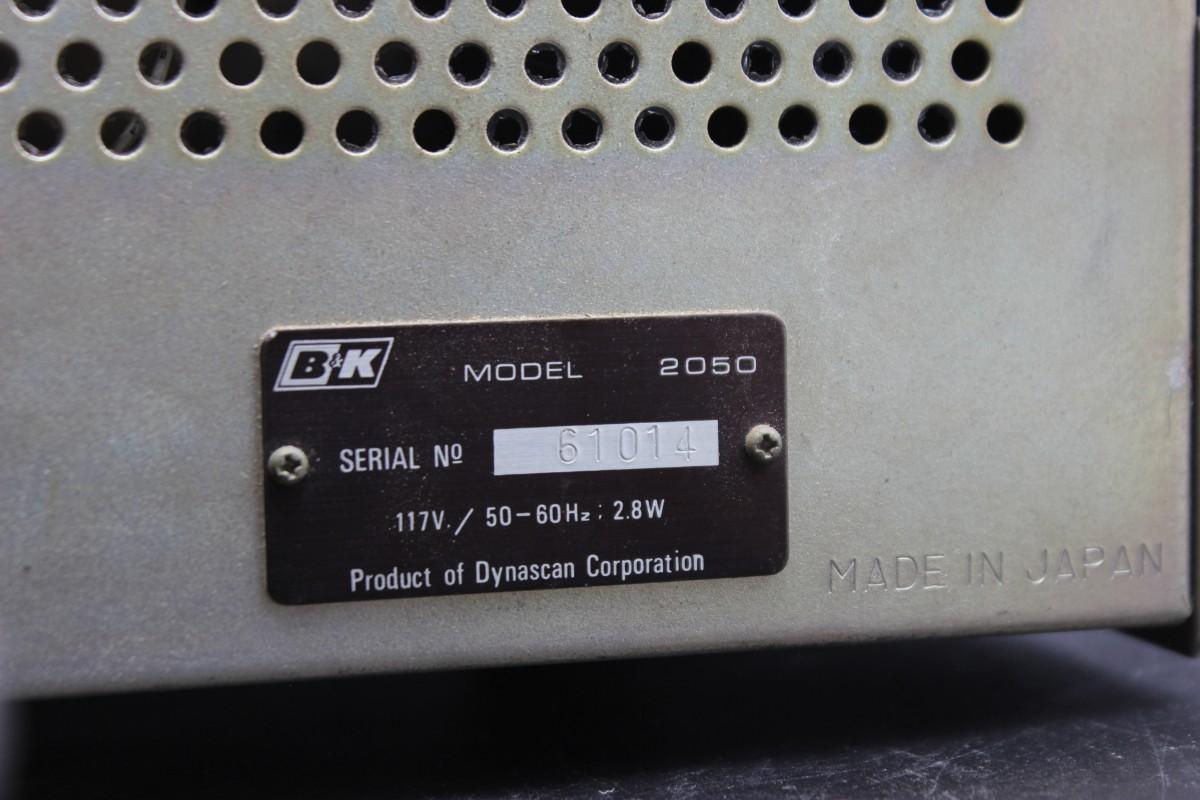 B&K MODEL 2050
SERIAL Nº 61014
117V./ 50-60Hz: 2.8W
Product of Dynascan Corporation
MADE IN JAPAN